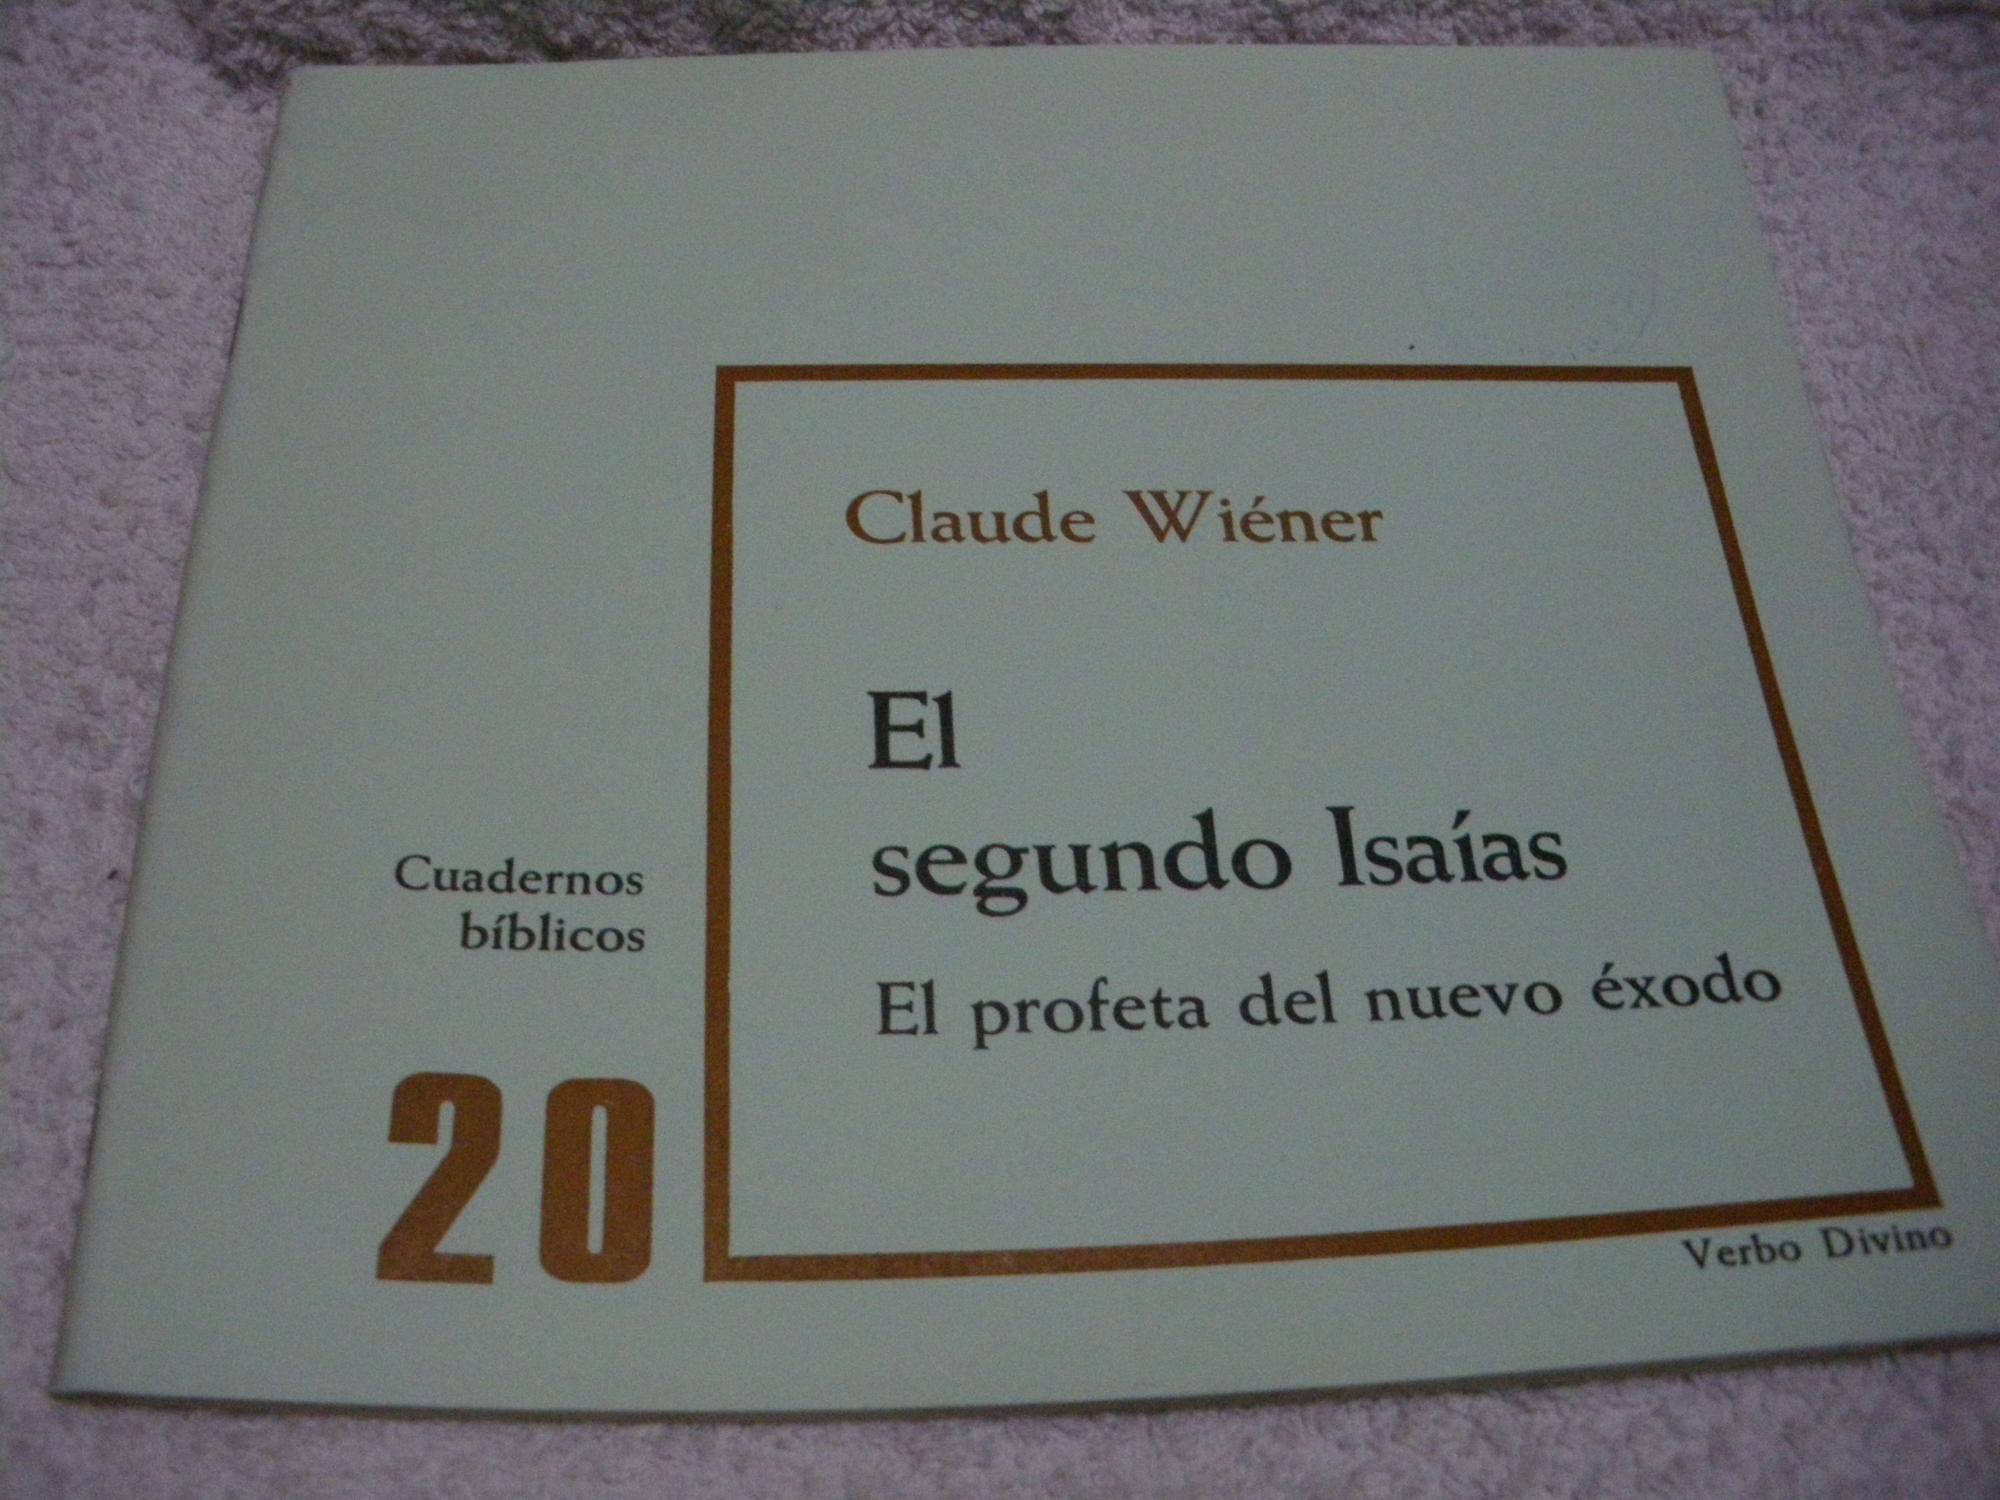 Claude Wiéner
El
segundo Isaías
El profeta del nuevo éxodo
Cuadernos
bíblicos
20
Verbo Divino